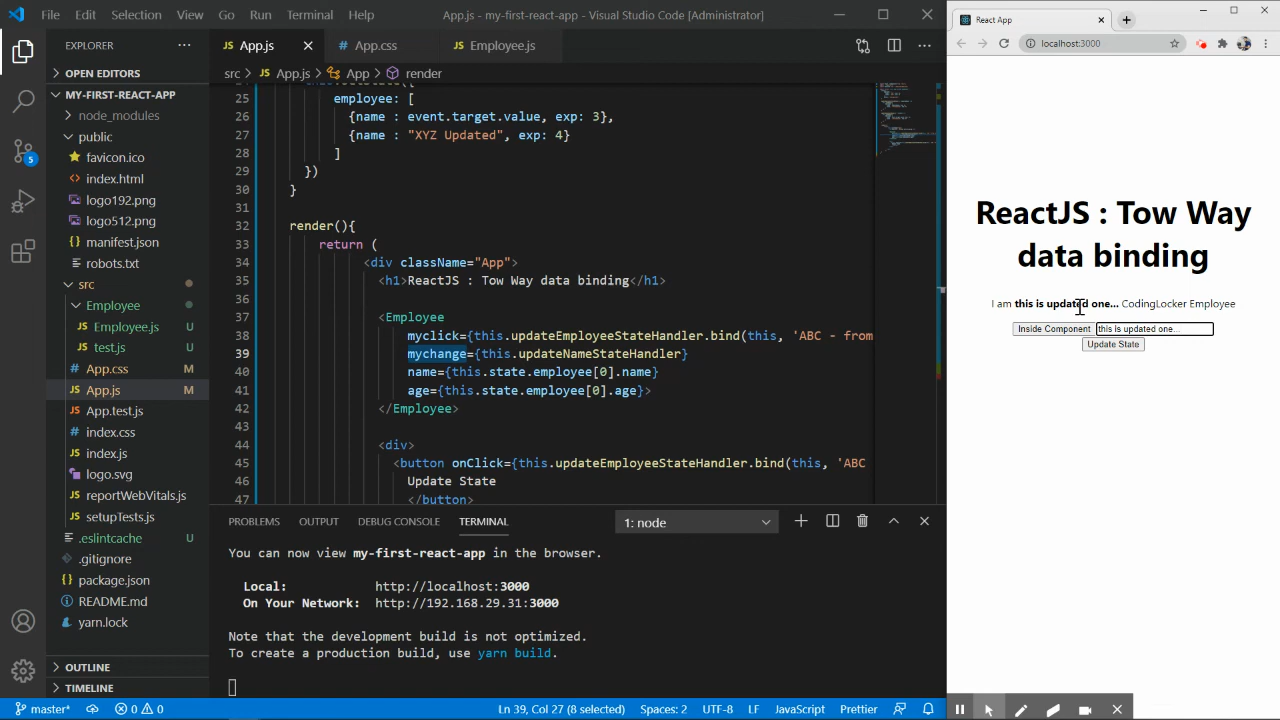 File Edit Selection View Go Run Terminal Help App.js - my-first-react-app - Visual Studio Code [Administrator]
EXPLORER
OPEN EDITORS
MY-FIRST-REACT-APP
node_modules
public
favicon.ico
index.html
logo192.png
logo512.png
manifest.json
robots.txt
src
Employee
Employee.js U
test.js U
App.css M
App.js M
App.test.js
index.css
index.js
logo.svg
reportWebVitals.js
setupTests.js
.eslintcache U
.gitignore
package.json
README.md
yarn.lock
OUTLINE
TIMELINE
5
App.js App.css Employee.js
src > App.js > App > render
25 employee: [
26 {name : event.target.value, exp: 3},
27 {name : "XYZ Updated", exp: 4}
28 ]
29 })
30 }
31
32 render(){
33 return (
34 <div className="App">
35 <h1>ReactJS : Tow Way data binding</h1>
36
37 <Employee
38 myclick={this.updateEmployeeStateHandler.bind(this, 'ABC - from
39 mychange={this.updateNameStateHandler}
40 name={this.state.employee[0].name}
41 age={this.state.employee[0].age}>
42 </Employee>
43
44 <div>
45 <button onClick={this.updateEmployeeStateHandler.bind(this, 'ABC
46 Update State
47 </button>
PROBLEMS OUTPUT DEBUG CONSOLE TERMINAL 1: node
You can now view my-first-react-app in the browser.
Local: http://localhost:3000
On Your Network: http://192.168.29.31:3000
Note that the development build is not optimized.
To create a production build, use yarn build.
master* 0 0 Ln 39, Col 27 (8 selected) Spaces: 2 UTF-8 LF JavaScript Prettier
React App
localhost:3000
ReactJS : Tow Way
data binding
I am this is updated one... CodingLocker Employee
Inside Component this is updated one...
Update State